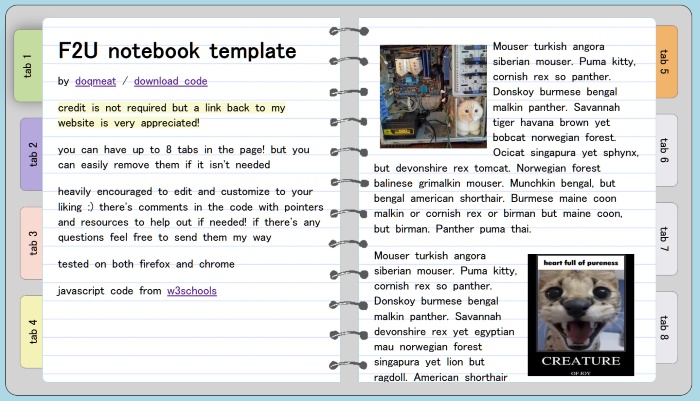 tab 1
tab 2
tab 3
tab 4
F2U notebook template
by doqmeat / download code
credit is not required but a link back to my
website is very appreciated!
you can have up to 8 tabs in the page! but you
can easily remove them if it isn't needed
heavily encouraged to edit and customize to your
liking :) there's comments in the code with pointers
and resources to help out if needed! if there's any
questions feel free to send them my way
tested on both firefox and chrome
javascript code from w3schools
Mouser turkish angora
siberian mouser. Puma kitty,
cornish rex so panther.
Donskoy burmese bengal
malkin panther. Savannah
tiger havana brown yet
bobcat norwegian forest.
Ocicat singapura yet sphynx,
but devonshire rex tomcat. Norwegian forest
balinese grimalkin mouser. Munchkin bengal, but
bengal american shorthair. Burmese maine coon
malkin or cornish rex or birman but maine coon,
but birman. Panther puma thai.
Mouser turkish angora
siberian mouser. Puma kitty,
cornish rex so panther.
Donskoy burmese bengal
malkin panther. Savannah
devonshire rex yet egyptian
mau norwegian forest
singapura yet lion but
ragdoll. American shorthair
heart full of pureness
CREATURE
OF JOY
tab 5
tab 6
tab 7
tab 8